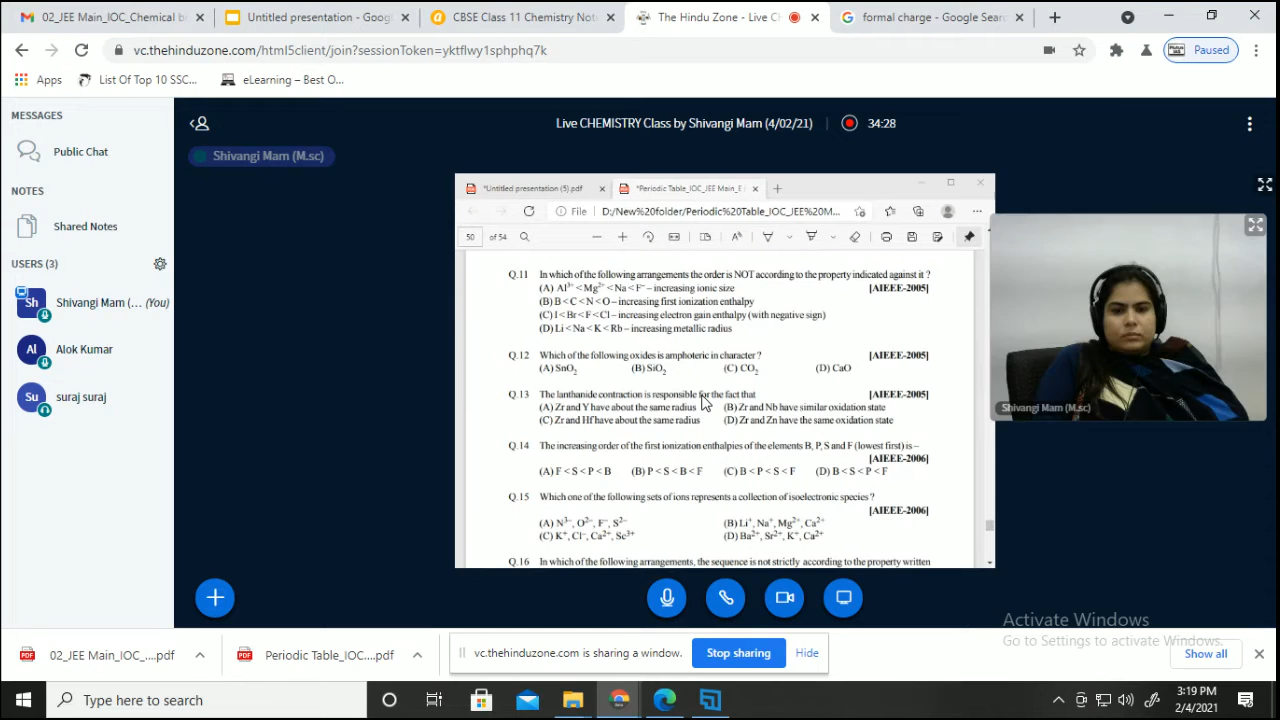 02_JEE Main_IOC_Chemical b
Untitled presentation - Goog
CBSE Class 11 Chemistry Not
The Hindu Zone - Live C
formal charge - Google Sear
vc.thehinduzone.com/html5client/join?sessionToken=yktflwy1sphphq7k
Paused
Apps
List Of Top 10 SSC...
eLearning – Best O...
MESSAGES
Public Chat
NOTES
Shared Notes
USERS (3)
Sh
Shivangi Mam (... (You)
Al
Alok Kumar
Su
suraj suraj
Live CHEMISTRY Class by Shivangi Mam (4/02/21)
34:28
Shivangi Mam (M.sc)
*Untitled presentation (5).pdf
*Periodic Table_IOC_JEE Main_E
File
D:/New%20folder/Periodic%20Table_IOC_JEE%20M...
50 of 54
Q.11 In which of the following arrangements the order is NOT according to the property indicated against it ?
(A) Al³⁺ < Mg²⁺ < Na < F⁻ – increasing ionic size [AIEEE-2005]
(B) B < C < N < O – increasing first ionization enthalpy
(C) I < Br < F < Cl – increasing electron gain enthalpy (with negative sign)
(D) Li < Na < K < Rb – increasing metallic radius
Q.12 Which of the following oxides is amphoteric in character ? [AIEEE-2005]
(A) SnO₂ (B) SiO₂ (C) CO₂ (D) CaO
Q.13 The lanthanide contraction is responsible for the fact that [AIEEE-2005]
(A) Zr and Y have about the same radius (B) Zr and Nb have similar oxidation state
(C) Zr and Hf have about the same radius (D) Zr and Zn have the same oxidation state
Q.14 The increasing order of the first ionization enthalpies of the elements B, P, S and F (lowest first) is –
[AIEEE-2006]
(A) F < S < P < B (B) P < S < B < F (C) B < P < S < F (D) B < S < P < F
Q.15 Which one of the following sets of ions represents a collection of isoelectronic species ?
[AIEEE-2006]
(A) N³⁻, O²⁻, F⁻, S²⁻ (B) Li⁺, Na⁺, Mg²⁺, Ca²⁺
(C) K⁺, Cl⁻, Ca²⁺, Sc³⁺ (D) Ba²⁺, Sr²⁺, K⁺, Ca²⁺
Q.16 In which of the following arrangements, the sequence is not strictly according to the property written
Shivangi Mam (M.sc)
Activate Windows
Go to Settings to activate Windows.
02_JEE Main_IOC_....pdf
Periodic Table_IOC....pdf
vc.thehinduzone.com is sharing a window.
Stop sharing
Hide
Show all
Type here to search
3:19 PM
2/4/2021